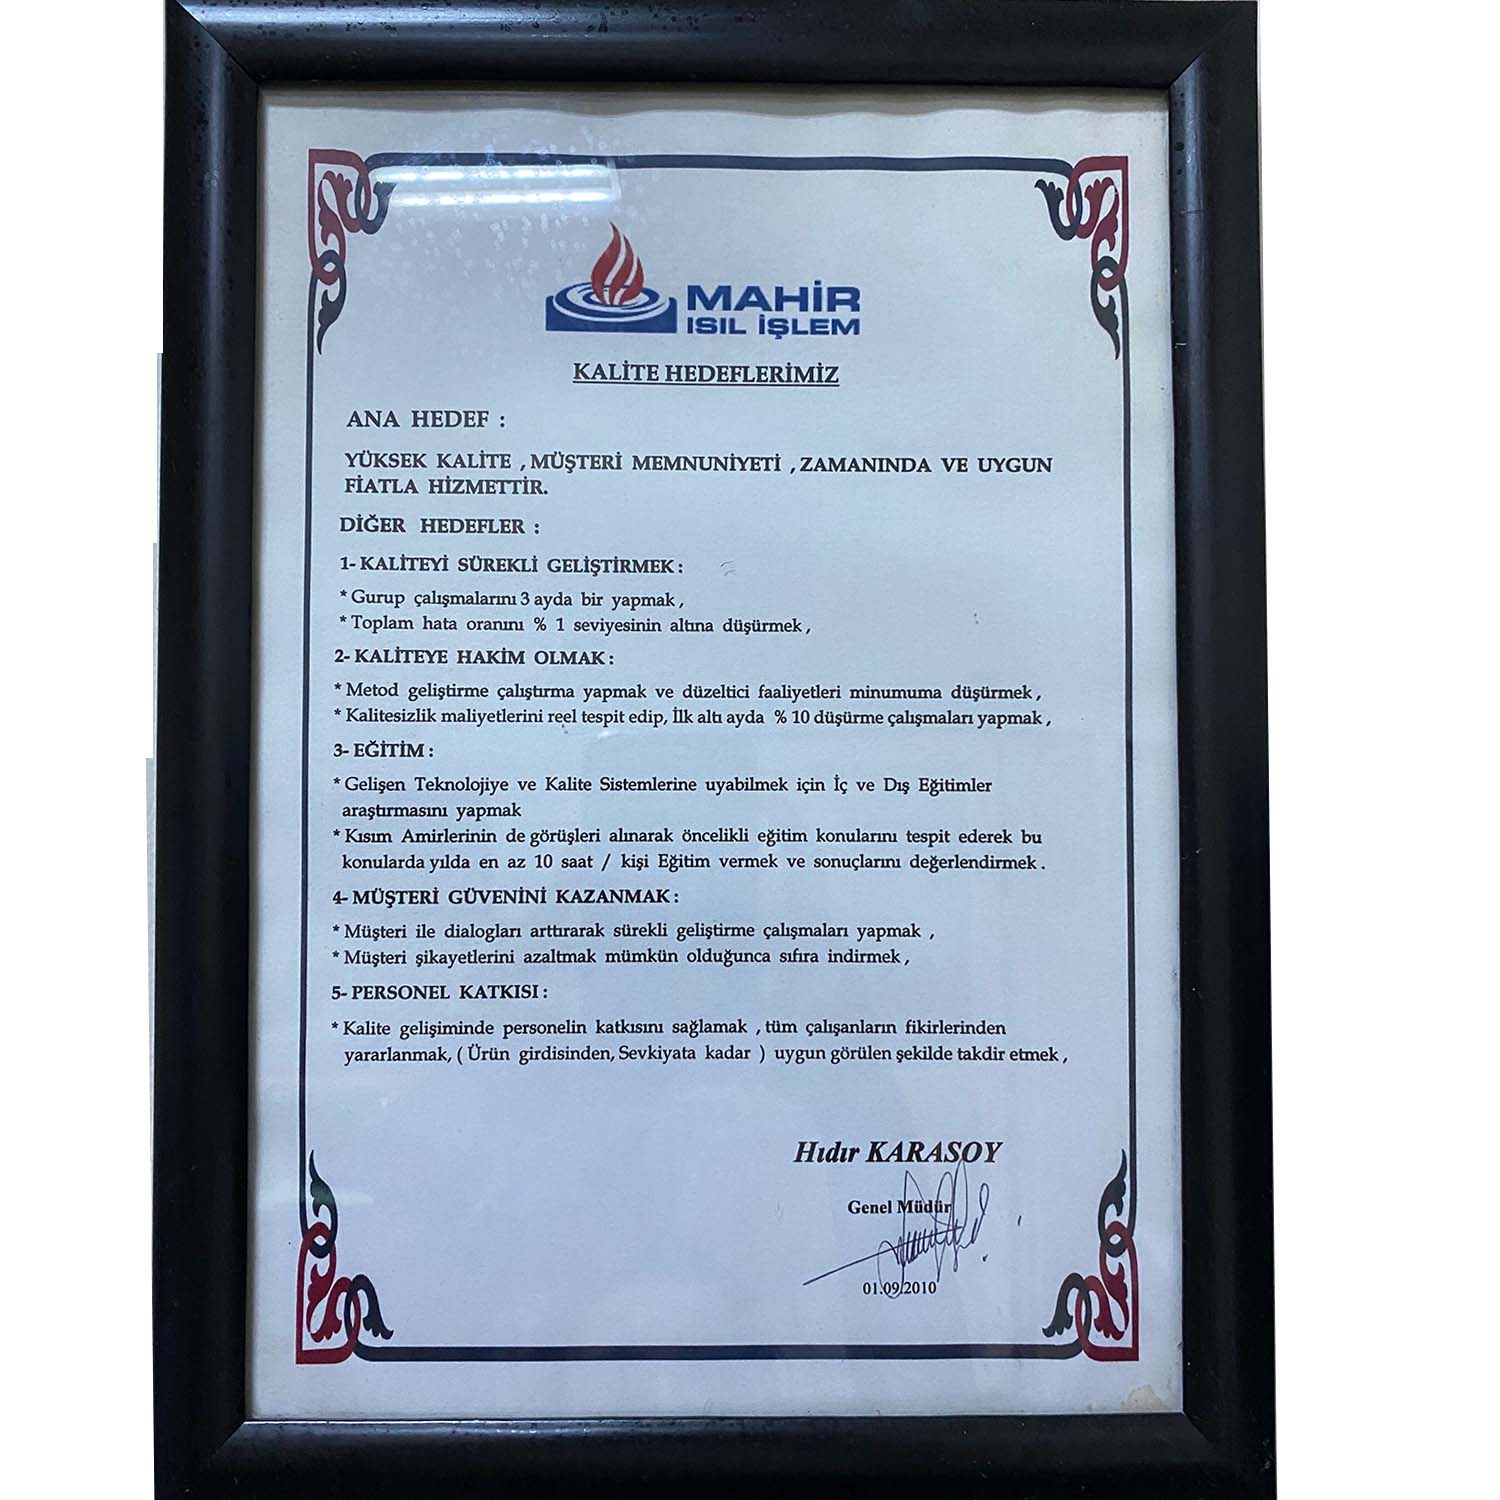 MAHİR
ISIL İŞLEM
KALİTE HEDEFLERİMİZ
ANA HEDEF :
YÜKSEK KALİTE , MÜŞTERİ MEMNUNİYETİ , ZAMANINDA VE UYGUN
FİATLA HİZMETTİR.
DİĞER HEDEFLER :
1- KALİTEYİ SÜREKLİ GELİŞTİRMEK :
* Gurup çalışmalarını 3 ayda bir yapmak ,
* Toplam hata oranını % 1 seviyesinin altına düşürmek ,
2- KALİTEYE HAKİM OLMAK :
* Metod geliştirme çalıştırma yapmak ve düzeltici faaliyetleri minumuma düşürmek ,
* Kalitesizlik maliyetlerini reel tespit edip, İlk altı ayda % 10 düşürme çalışmaları yapmak ,
3- EĞİTİM :
* Gelişen Teknolojiye ve Kalite Sistemlerine uyabilmek için İç ve Dış Eğitimler
araştırmasını yapmak
* Kısım Amirlerinin de görüşleri alınarak öncelikli eğitim konularını tespit ederek bu
konularda yılda en az 10 saat / kişi Eğitim vermek ve sonuçlarını değerlendirmek .
4- MÜŞTERİ GÜVENİNİ KAZANMAK :
* Müşteri ile dialogları arttırarak sürekli geliştirme çalışmaları yapmak ,
* Müşteri şikayetlerini azaltmak mümkün olduğunca sıfıra indirmek ,
5- PERSONEL KATKISI :
* Kalite gelişiminde personelin katkısını sağlamak , tüm çalışanların fikirlerinden
yararlanmak, ( Ürün girdisinden, Sevkiyata kadar ) uygun görülen şekilde takdir etmek ,
Hıdır KARASOY
Genel Müdür
01.09.2010